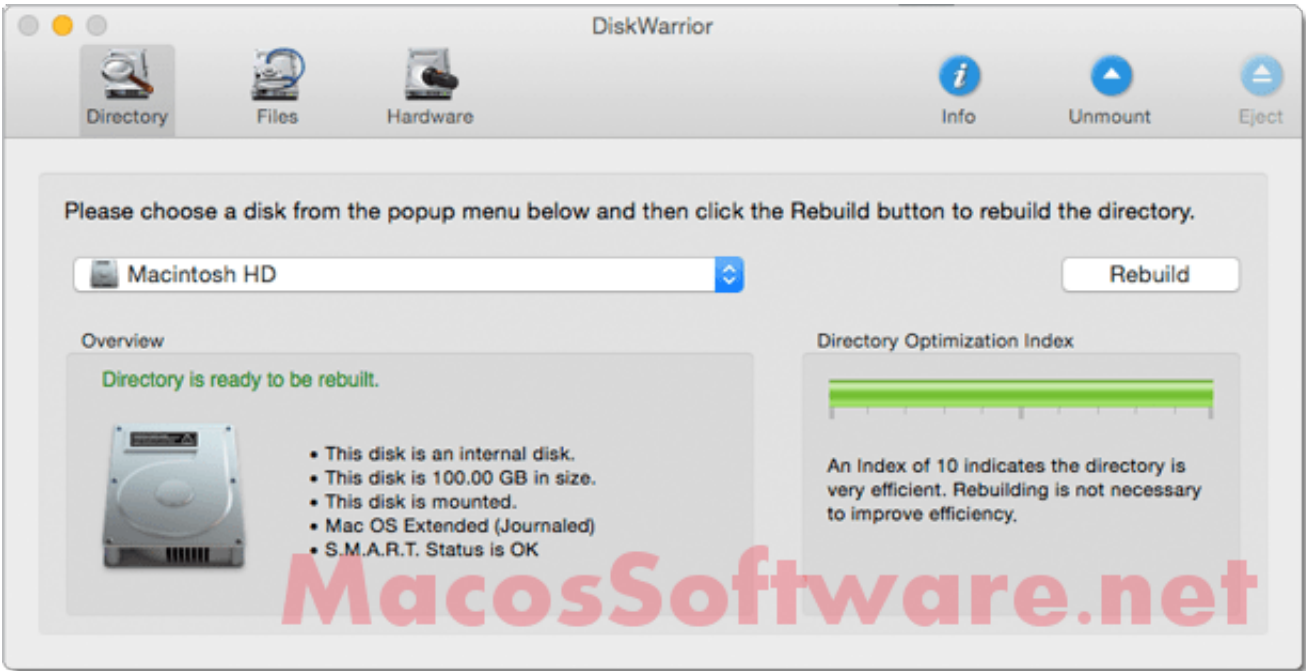 DiskWarrior
Directory
Files
Hardware
Info
Unmount
Eject
Please choose a disk from the popup menu below and then click the Rebuild button to rebuild the directory.
Macintosh HD
Rebuild
Overview
Directory is ready to be rebuilt.
• This disk is an internal disk.
• This disk is 100.00 GB in size.
• This disk is mounted.
• Mac OS Extended (Journaled)
• S.M.A.R.T. Status is OK
Directory Optimization Index
An Index of 10 indicates the directory is
very efficient. Rebuilding is not necessary
to improve efficiency.
MacosSoftware.net